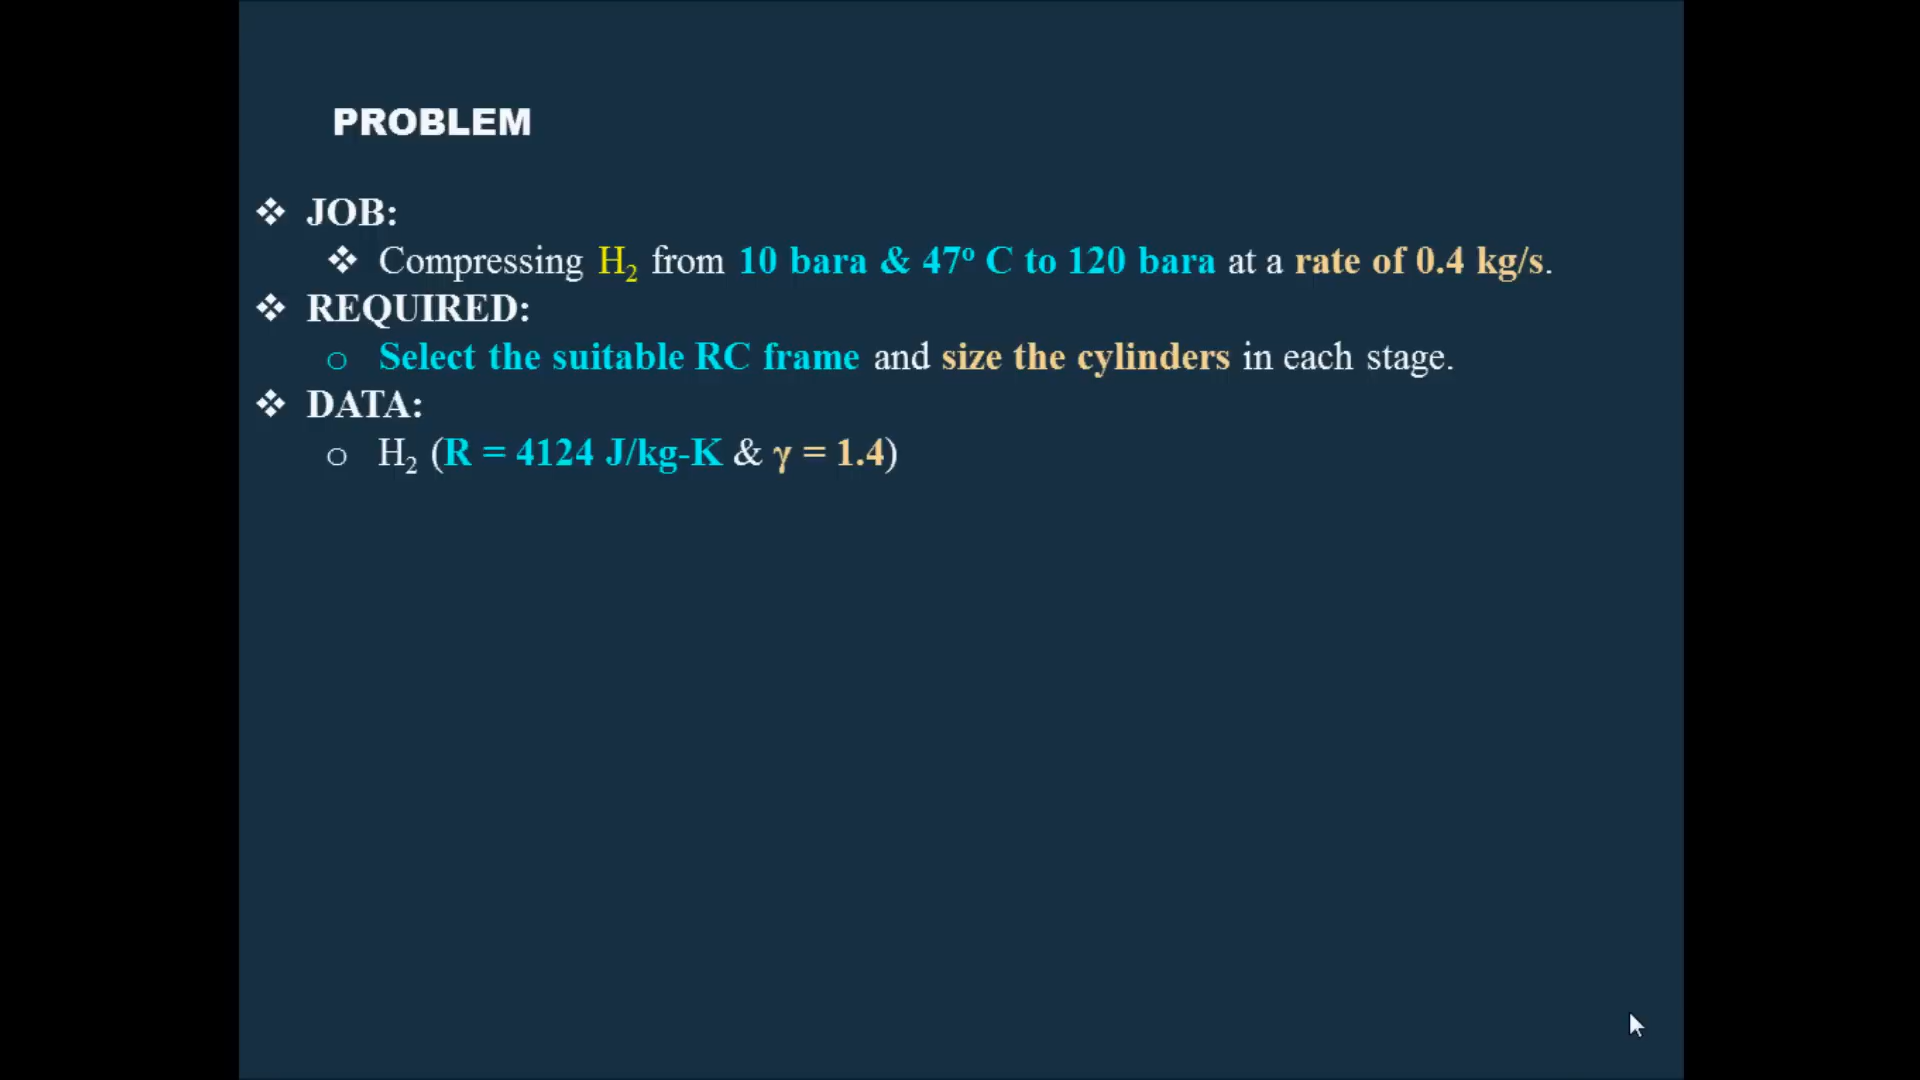 PROBLEM
❖ JOB:
❖ Compressing H₂ from 10 bara & 47º C to 120 bara at a rate of 0.4 kg/s.
❖ REQUIRED:
o Select the suitable RC frame and size the cylinders in each stage.
❖ DATA:
o H₂ (R = 4124 J/kg-K & γ = 1.4)